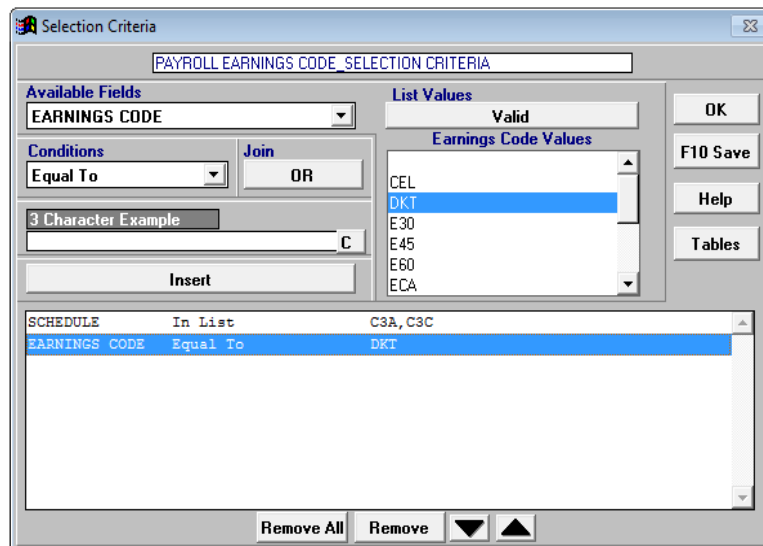 Selection Criteria
PAYROLL EARNINGS CODE_SELECTION CRITERIA
Available Fields
EARNINGS CODE
List Values
Valid
OK
Conditions
Join
Earnings Code Values
Equal To
OR
F10 Save
CEL
DKT
Help
3 Character Example
E30
C
E45
Tables
E60
Insert
ECA
SCHEDULE In List C3A,C3C
EARNINGS CODE Equal To DKT
Remove All Remove